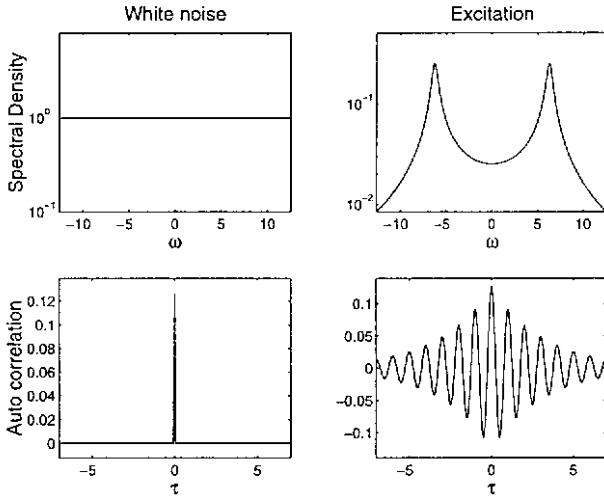 White noise
Excitation
Spectral Density
10^0
10^-1
-10 -5 0 5 10
ω
10^-1
10^-2
-10 -5 0 5 10
ω
Auto correlation
0.12
0.1
0.08
0.06
0.04
0.02
0
-5 0 5
τ
0.1
0.05
0
-0.05
-0.1
-5 0 5
τ